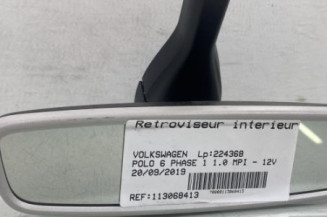 Retroviseur interieur
VOLKSWAGEN Lp:224368
POLO 6 PHASE 1 1.0 MPI - 12V
20/09/2019
REF:113068413